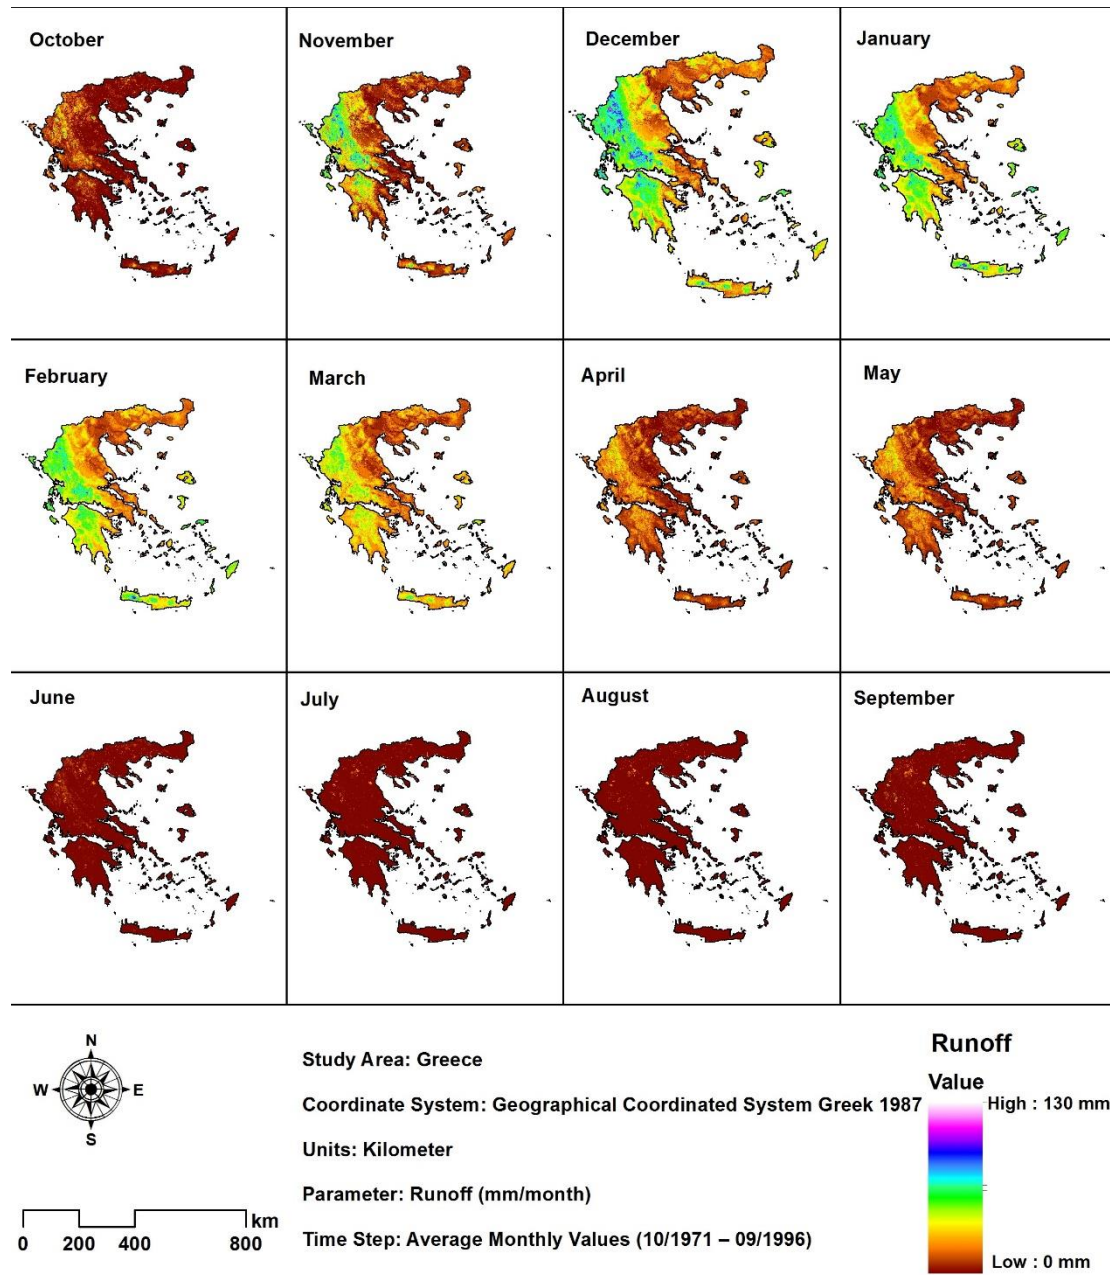 October
November
December
January
February
March
April
May
June
July
August
September
N
W
E
S
km
0
200
400
800
Study Area: Greece
Coordinate System: Geographical Coordinated System Greek 1987
Units: Kilometer
Parameter: Runoff (mm/month)
Time Step: Average Monthly Values (10/1971 – 09/1996)
Runoff
Value
High : 130 mm
Low : 0 mm